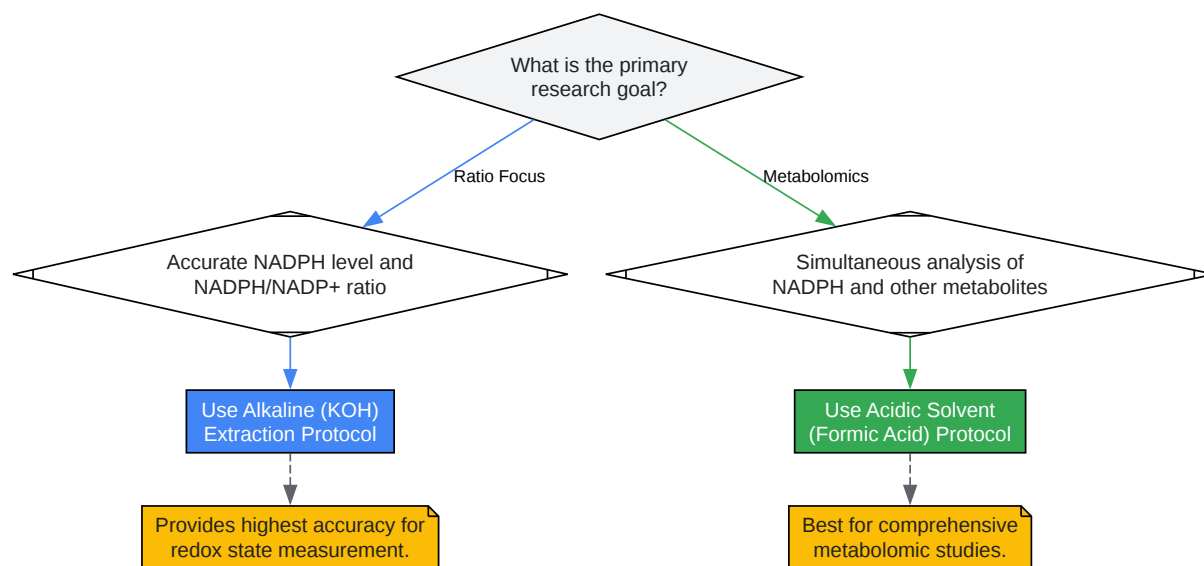 What is the primary
research goal?
Ratio Focus
Metabolomics
Accurate NADPH level and
NADPH/NADP+ ratio
Simultaneous analysis of
NADPH and other metabolites
Use Alkaline (KOH)
Extraction Protocol
Use Acidic Solvent
(Formic Acid) Protocol
Provides highest accuracy for
redox state measurement.
Best for comprehensive
metabolomic studies.